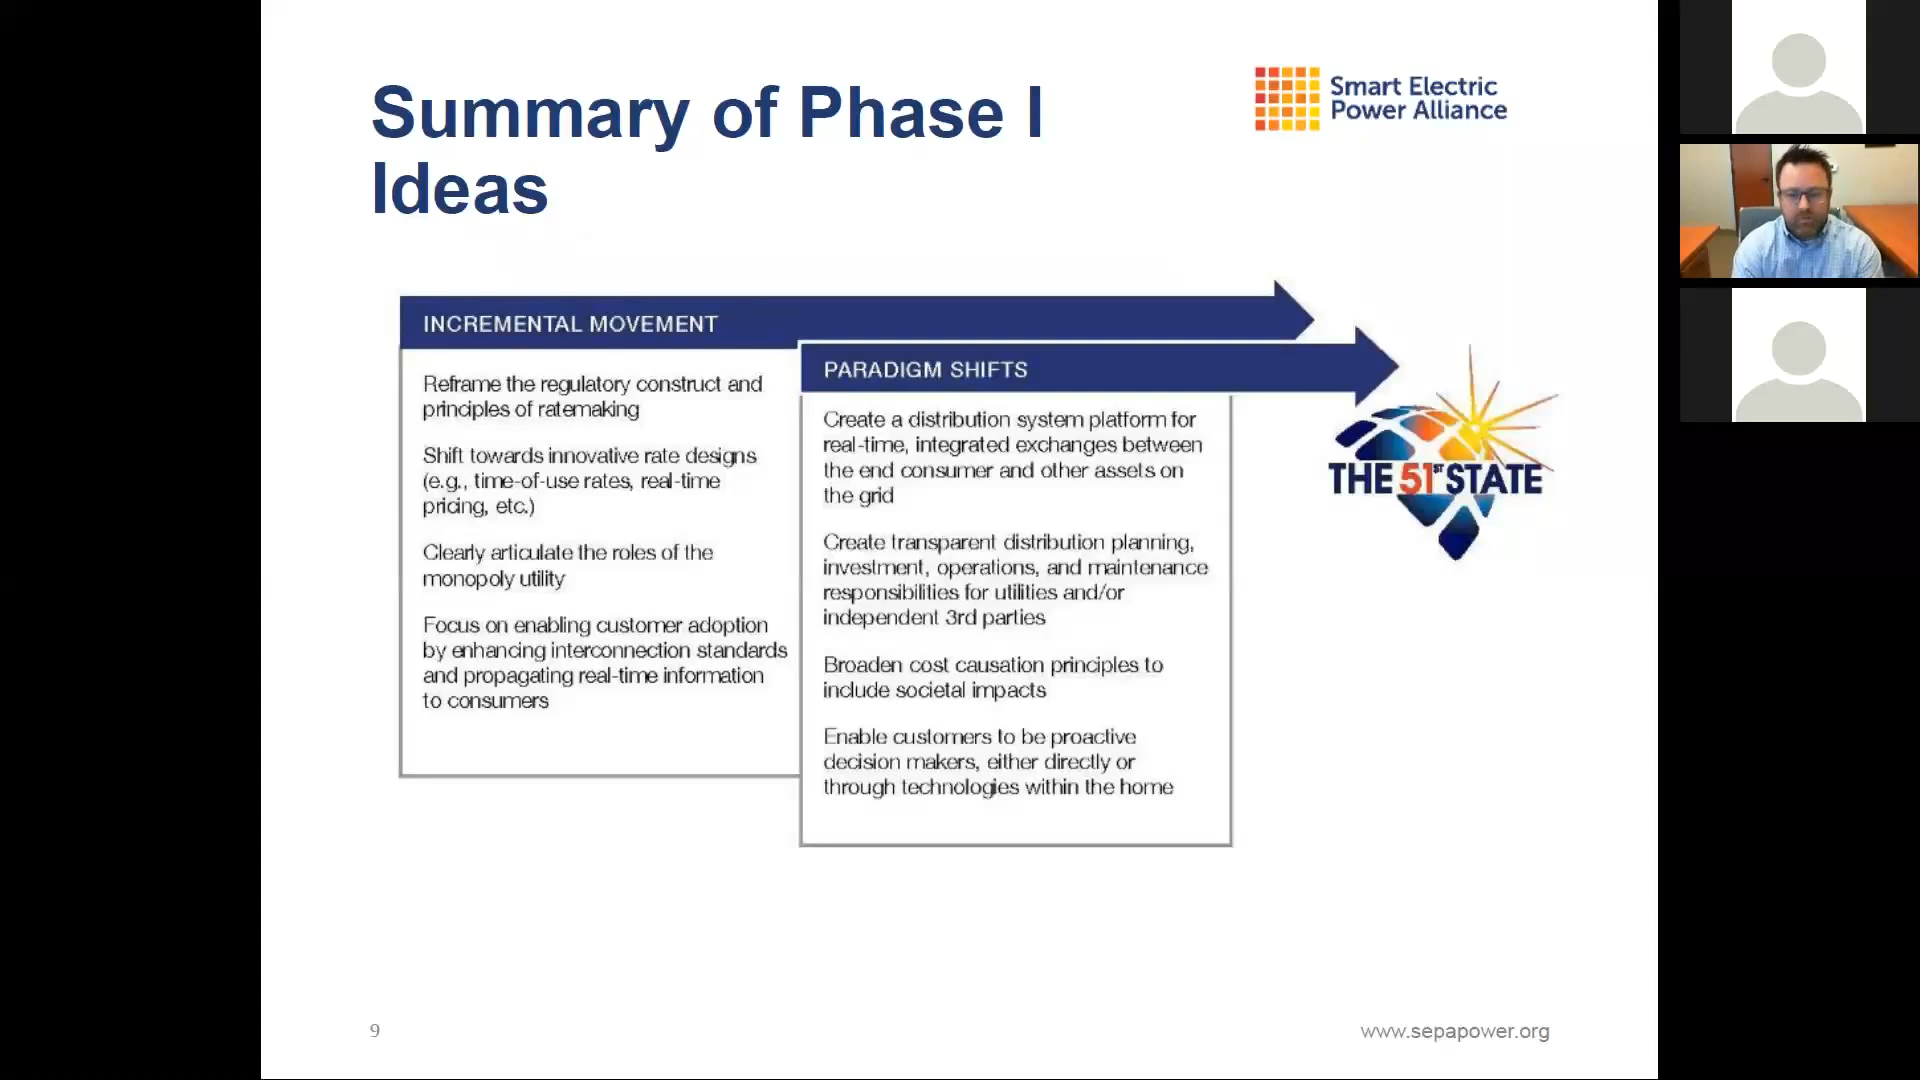 Summary of Phase I
Ideas
Smart Electric
Power Alliance
INCREMENTAL MOVEMENT
Reframe the regulatory construct and
principles of ratemaking
Shift towards innovative rate designs
(e.g., time-of-use rates, real-time
pricing, etc.)
Clearly articulate the roles of the
monopoly utility
Focus on enabling customer adoption
by enhancing interconnection standards
and propagating real-time information
to consumers
PARADIGM SHIFTS
Create a distribution system platform for
real-time, integrated exchanges between
the end consumer and other assets on
the grid
Create transparent distribution planning,
investment, operations, and maintenance
responsibilities for utilities and/or
independent 3rd parties
Broaden cost causation principles to
include societal impacts
Enable customers to be proactive
decision makers, either directly or
through technologies within the home
THE 51ST STATE
9
www.sepapower.org